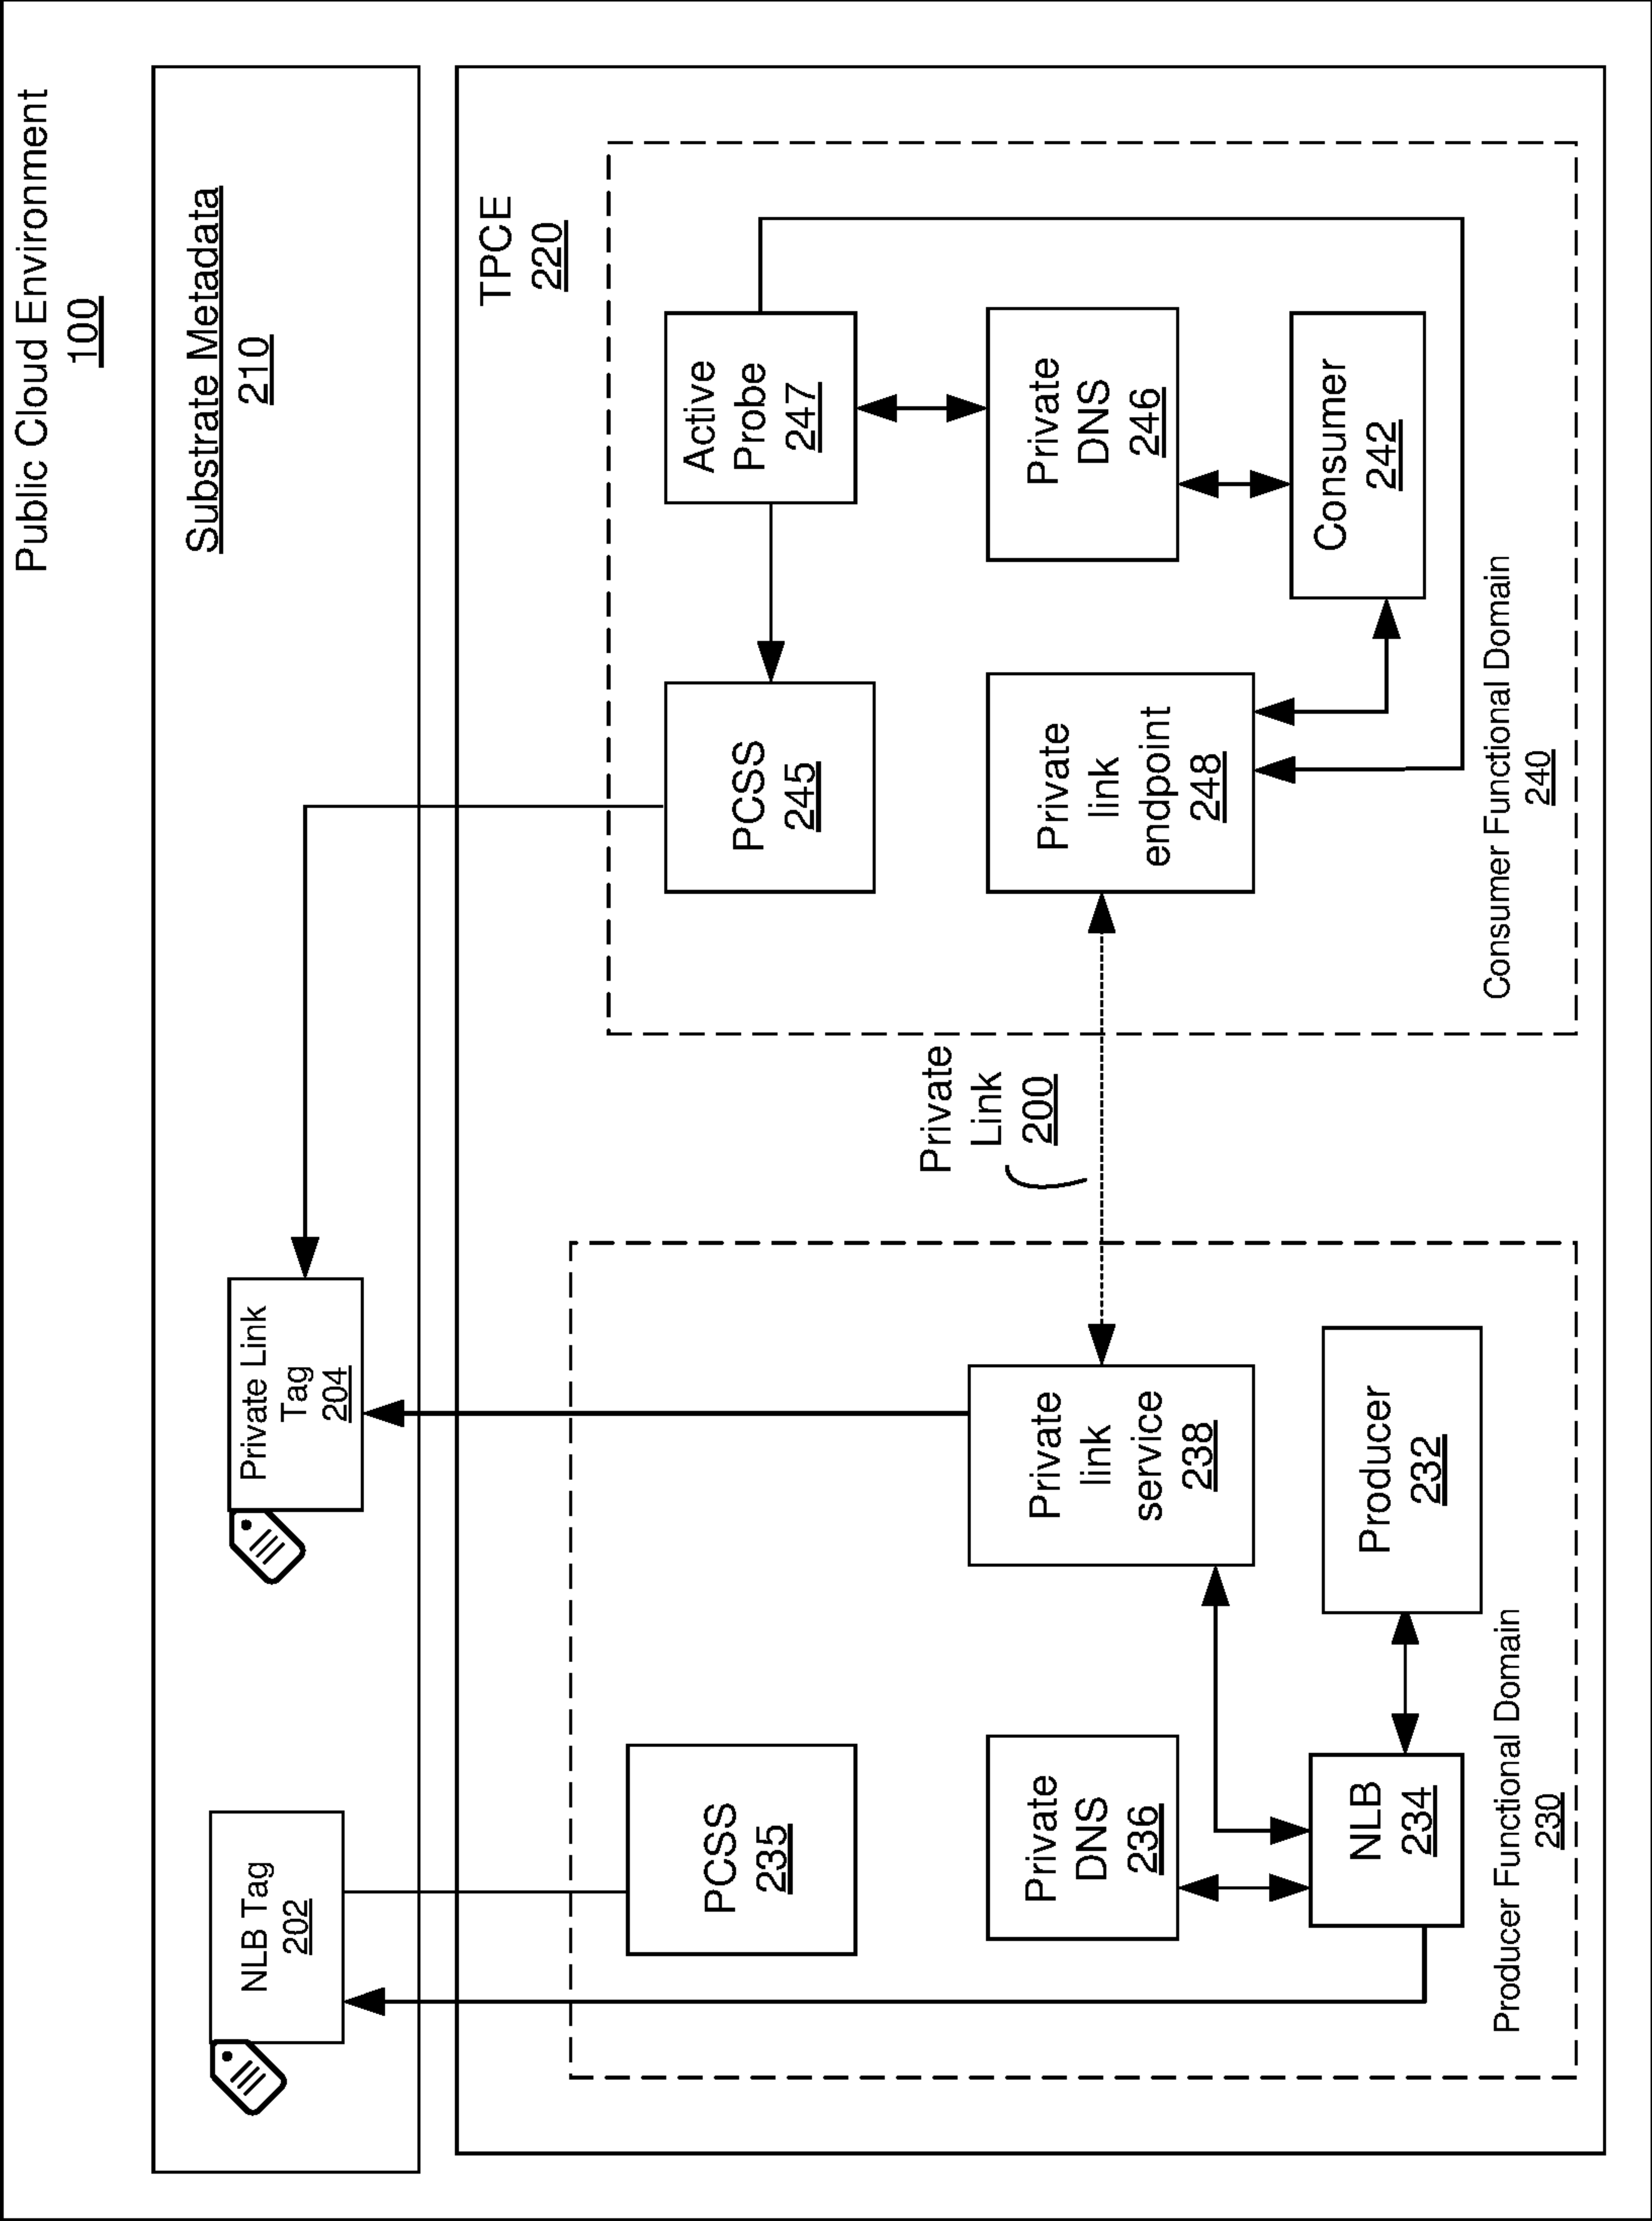 Public Cloud Environment
100
Substrate Metadata
210
NLB Tag
202
Private Link
Tag
204
TPCE
220
PCSS
235
Private
DNS
236
NLB
234
Private
link
service
238
Producer
232
Producer Functional Domain
230
Private
Link
200
PCSS
245
Active
Probe
247
Private
link
endpoint
248
Private
DNS
246
Consumer
242
Consumer Functional Domain
240